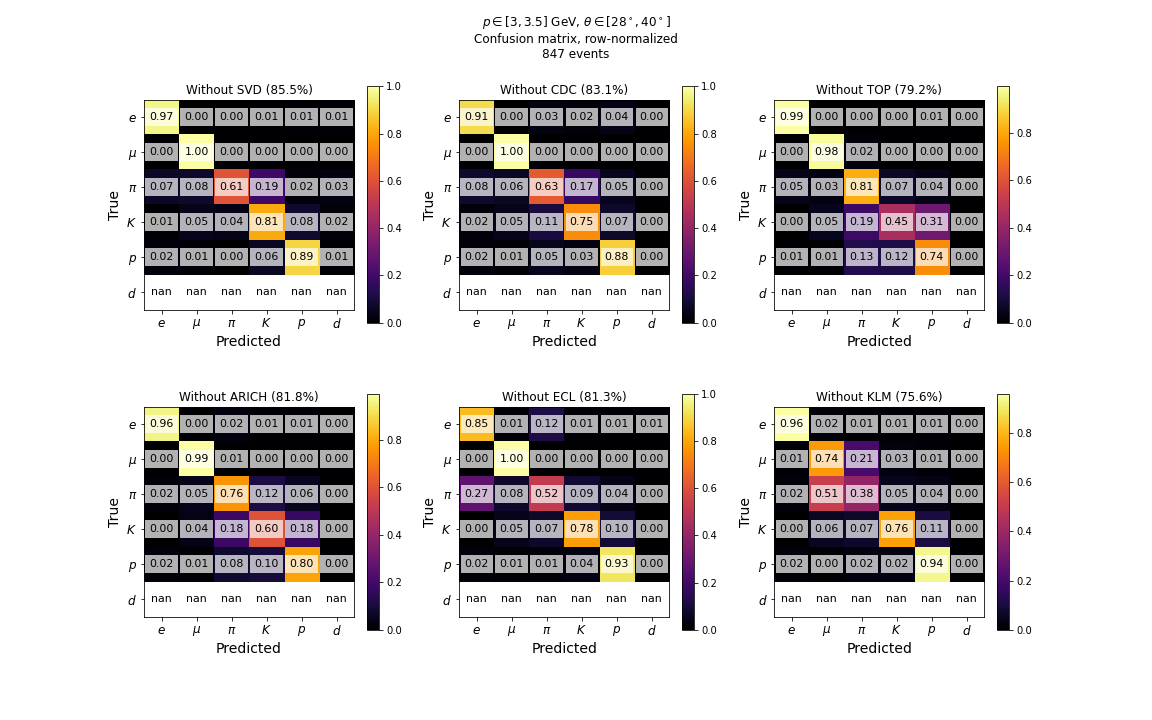 p ∈ [3, 3.5] GeV, θ ∈ [28°, 40°]
Confusion matrix, row-normalized
847 events
Without SVD (85.5%)
True
e 0.97 0.00 0.00 0.01 0.01 0.01
μ 0.00 1.00 0.00 0.00 0.00 0.00
π 0.07 0.08 0.61 0.19 0.02 0.03
K 0.01 0.05 0.04 0.81 0.08 0.02
p 0.02 0.01 0.00 0.06 0.89 0.01
d nan nan nan nan nan nan
e μ π K p d
Predicted
1.0
0.8
0.6
0.4
0.2
0.0
Without CDC (83.1%)
True
e 0.91 0.00 0.03 0.02 0.04 0.00
μ 0.00 1.00 0.00 0.00 0.00 0.00
π 0.08 0.06 0.63 0.17 0.05 0.00
K 0.02 0.05 0.11 0.75 0.07 0.00
p 0.02 0.01 0.05 0.03 0.88 0.00
d nan nan nan nan nan nan
e μ π K p d
Predicted
1.0
0.8
0.6
0.4
0.2
0.0
Without TOP (79.2%)
True
e 0.99 0.00 0.00 0.00 0.01 0.00
μ 0.00 0.98 0.02 0.00 0.00 0.00
π 0.05 0.03 0.81 0.07 0.04 0.00
K 0.00 0.05 0.19 0.45 0.31 0.00
p 0.01 0.01 0.13 0.12 0.74 0.00
d nan nan nan nan nan nan
e μ π K p d
Predicted
0.8
0.6
0.4
0.2
0.0
Without ARICH (81.8%)
True
e 0.96 0.00 0.02 0.01 0.01 0.00
μ 0.00 0.99 0.01 0.00 0.00 0.00
π 0.02 0.05 0.76 0.12 0.06 0.00
K 0.00 0.04 0.18 0.60 0.18 0.00
p 0.02 0.01 0.08 0.10 0.80 0.00
d nan nan nan nan nan nan
e μ π K p d
Predicted
0.8
0.6
0.4
0.2
0.0
Without ECL (81.3%)
True
e 0.85 0.01 0.12 0.01 0.01 0.01
μ 0.00 1.00 0.00 0.00 0.00 0.00
π 0.27 0.08 0.52 0.09 0.04 0.00
K 0.00 0.05 0.07 0.78 0.10 0.00
p 0.02 0.01 0.01 0.04 0.93 0.00
d nan nan nan nan nan nan
e μ π K p d
Predicted
1.0
0.8
0.6
0.4
0.2
0.0
Without KLM (75.6%)
True
e 0.96 0.02 0.01 0.01 0.01 0.00
μ 0.01 0.74 0.21 0.03 0.01 0.00
π 0.02 0.51 0.38 0.05 0.04 0.00
K 0.00 0.06 0.07 0.76 0.11 0.00
p 0.02 0.00 0.02 0.02 0.94 0.00
d nan nan nan nan nan nan
e μ π K p d
Predicted
0.8
0.6
0.4
0.2
0.0